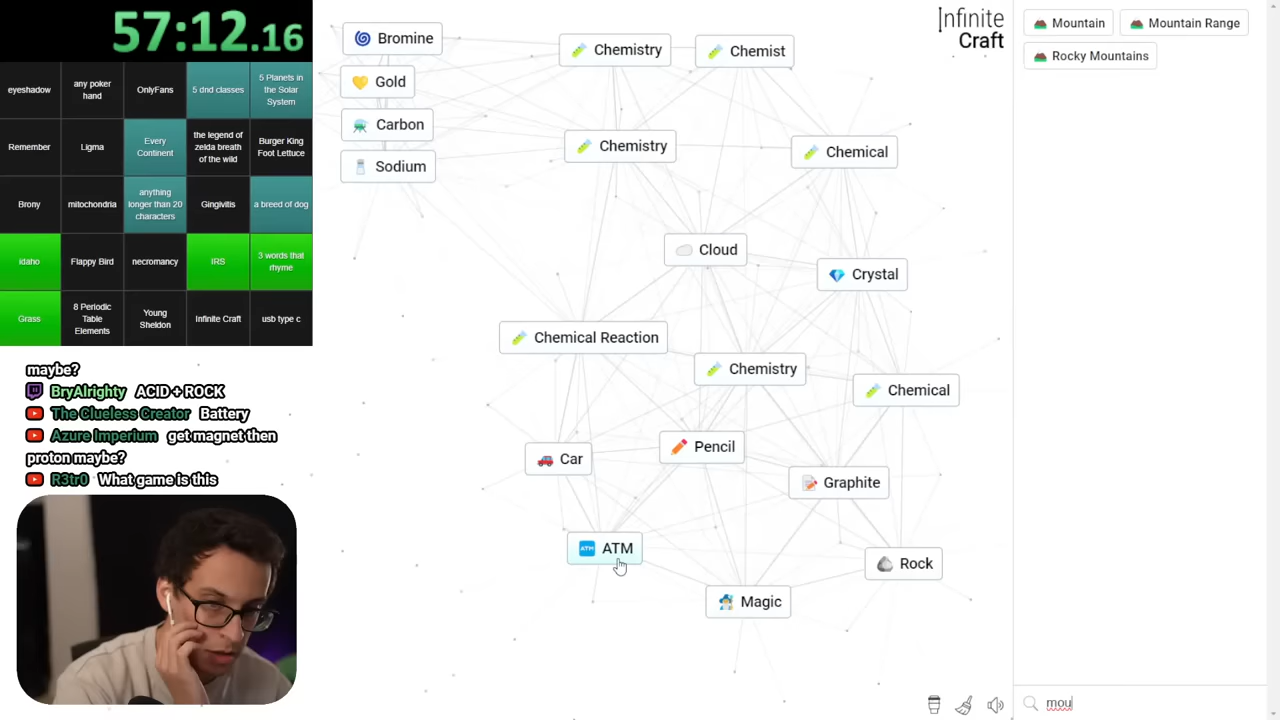 57:12.16
eyeshadow
any poker
hand
OnlyFans
5 dnd classes
5 Planets in
the Solar
System
Remember
Ligma
Every
Continent
the legend of
zelda breath
of the wild
Burger King
Foot Lettuce
Brony
mitochondria
anything
longer than 20
characters
Gingivitis
a breed of dog
idaho
Flappy Bird
necromancy
IRS
3 words that
rhyme
Grass
8 Periodic
Table
Elements
Young
Sheldon
Infinite Craft
usb type c
maybe?
BryAlrighty ACID + ROCK
The Clueless Creator Battery
Azure Imperium get magnet then
proton maybe?
R3tr0 What game is this
Bromine
Gold
Carbon
Sodium
Chemistry
Chemist
Chemistry
Chemical
Cloud
Crystal
Chemical Reaction
Chemistry
Chemical
Pencil
Car
Graphite
ATM
ATM
Rock
Magic
Infinite
Craft
Mountain
Mountain Range
Rocky Mountains
mou